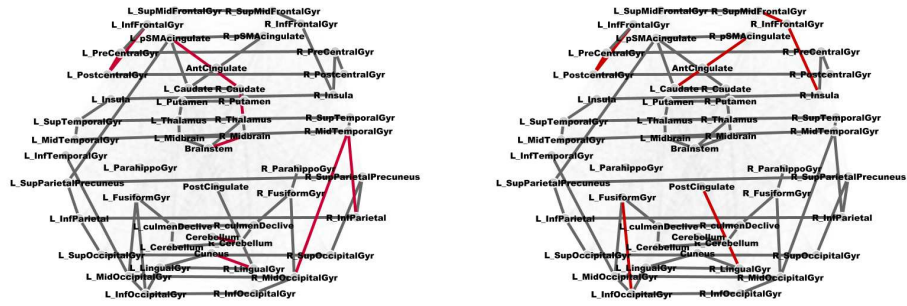 L_SupMidFrontalGyr R_SupMidFrontalGyr
L_InfFrontalGyr R_InfFrontalGyr
L_pSMAcingulate R_pSMAcingulate
L_PreCentralGyr R_PreCentralGyr
AntCingulate
L_PostcentralGyr R_PostcentralGyr
L_Caudate R_Caudate
L_Insula R_Insula
L_Putamen R_Putamen
L_SupTemporalGyr L_Thalamus R_Thalamus R_SupTemporalGyr
L_MidTemporalGyr L_Midbrain R_Midbrain R_MidTemporalGyr
Brainstem
L_InfTemporalGyr
L_ParahippoGyr R_ParahippoGyr
L_SupParietalPrecuneus R_SupParietalPrecuneus
PostCingulate
L_FusiformGyr R_FusiformGyr
L_InfParietal R_InfParietal
L_culmenDeclive R_culmenDeclive
Cerebellum
L_Cerebellum R_Cerebellum
Cuneus
L_SupOccipitalGyr R_SupOccipitalGyr
L_LingualGyr R_LingualGyr
L_MidOccipitalGyr R_MidOccipitalGyr
L_InfOccipitalGyr R_InfOccipitalGyr
L_SupMidFrontalGyr R_SupMidFrontalGyr
L_InfFrontalGyr R_InfFrontalGyr
L_pSMAcingulate R_pSMAcingulate
L_PreCentralGyr R_PreCentralGyr
AntCingulate
L_PostcentralGyr R_PostcentralGyr
L_Caudate R_Caudate
L_Insula R_Insula
L_Putamen R_Putamen
L_SupTemporalGyr L_Thalamus R_Thalamus R_SupTemporalGyr
L_MidTemporalGyr L_Midbrain R_Midbrain R_MidTemporalGyr
Brainstem
L_InfTemporalGyr
L_ParahippoGyr R_ParahippoGyr
L_SupParietalPrecuneus R_SupParietalPrecuneus
PostCingulate
L_FusiformGyr R_FusiformGyr
L_InfParietal R_InfParietal
L_culmenDeclive R_culmenDeclive
Cerebellum
L_Cerebellum R_Cerebellum
Cuneus
L_SupOccipitalGyr R_SupOccipitalGyr
L_LingualGyr R_LingualGyr
L_MidOccipitalGyr R_MidOccipitalGyr
L_InfOccipitalGyr R_InfOccipitalGyr